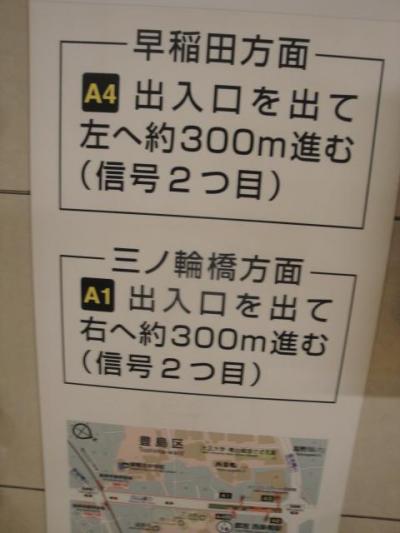 早稲田方面
A4 出入口を出て
左へ約300m進む
(信号2つ目)
三ノ輪橋方面
A1 出入口を出て
右へ約300m進む
(信号2つ目)
豊島区